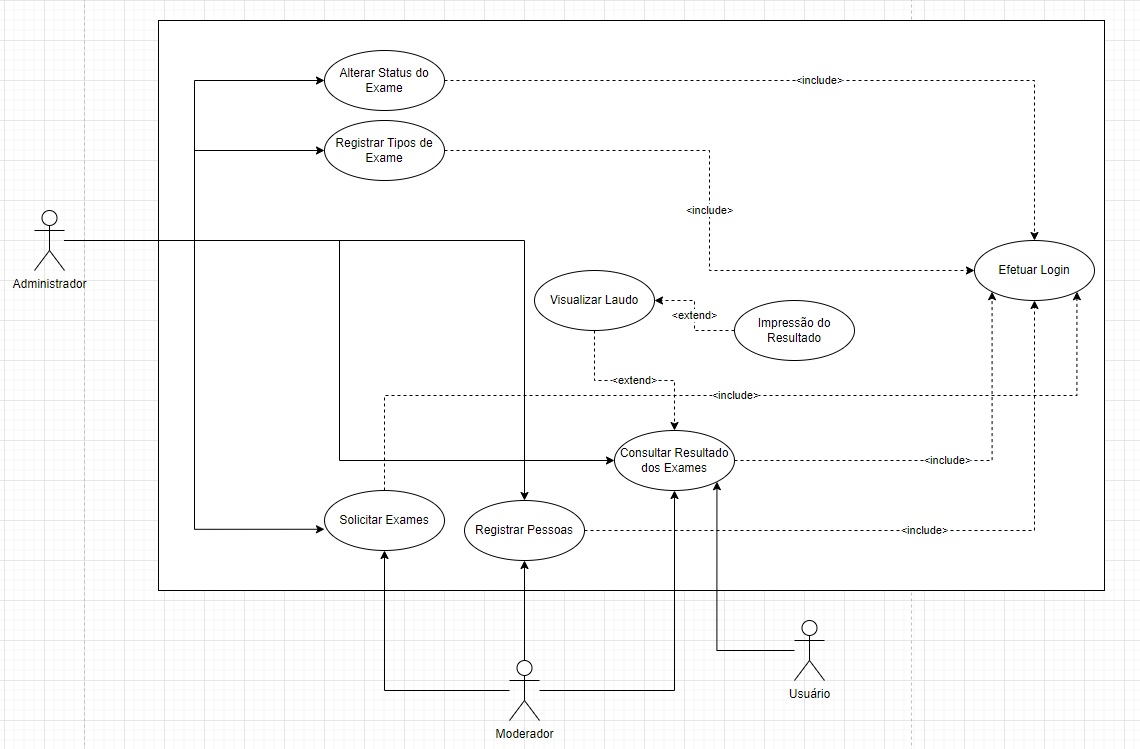 Alterar Status do
Exame
<include>
Registrar Tipos de
Exame
<include>
Administrador
Efetuar Login
Visualizar Laudo
<extend>
Impressão do
Resultado
<extend>
<include>
Consultar Resultado
dos Exames
<include>
Solicitar Exames
Registrar Pessoas
<include>
Usuário
Moderador